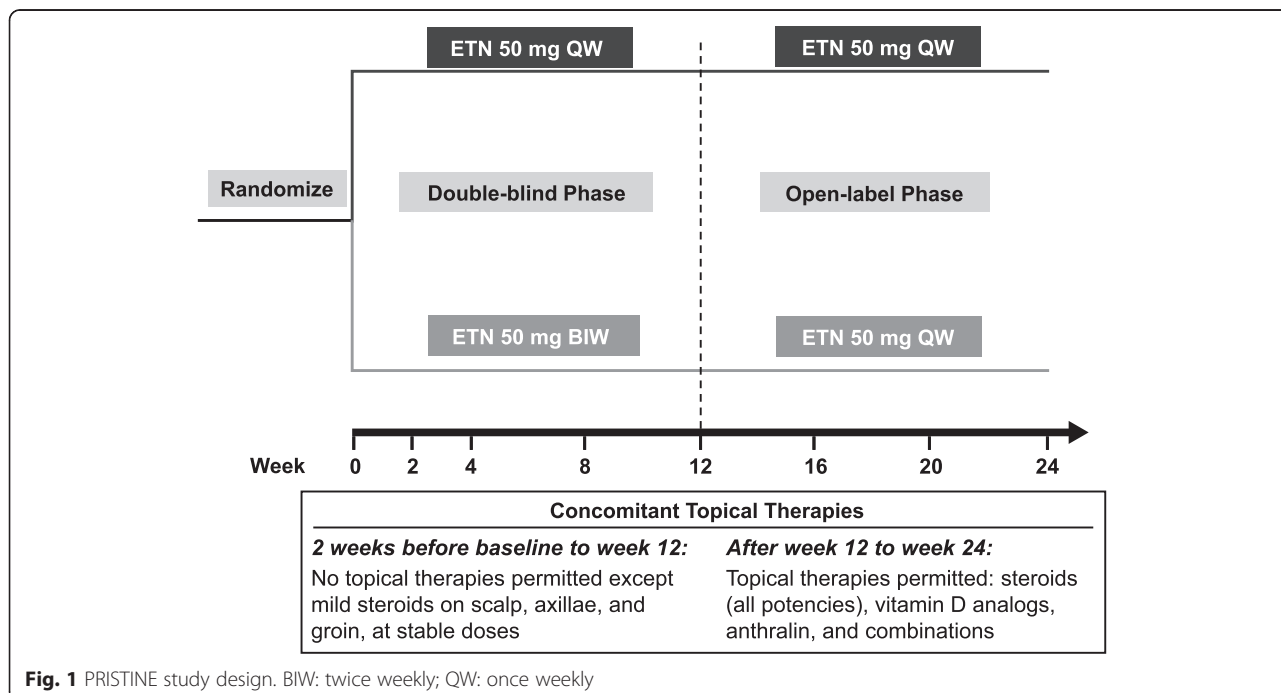 ETN 50 mg QW
ETN 50 mg QW
Randomize
Double-blind Phase
Open-label Phase
ETN 50 mg BIW
ETN 50 mg QW
Week 0 2 4 8 12 16 20 24
Concomitant Topical Therapies
2 weeks before baseline to week 12:
No topical therapies permitted except
mild steroids on scalp, axillae, and
groin, at stable doses
After week 12 to week 24:
Topical therapies permitted: steroids
(all potencies), vitamin D analogs,
anthralin, and combinations
Fig. 1 PRISTINE study design. BIW: twice weekly; QW: once weekly